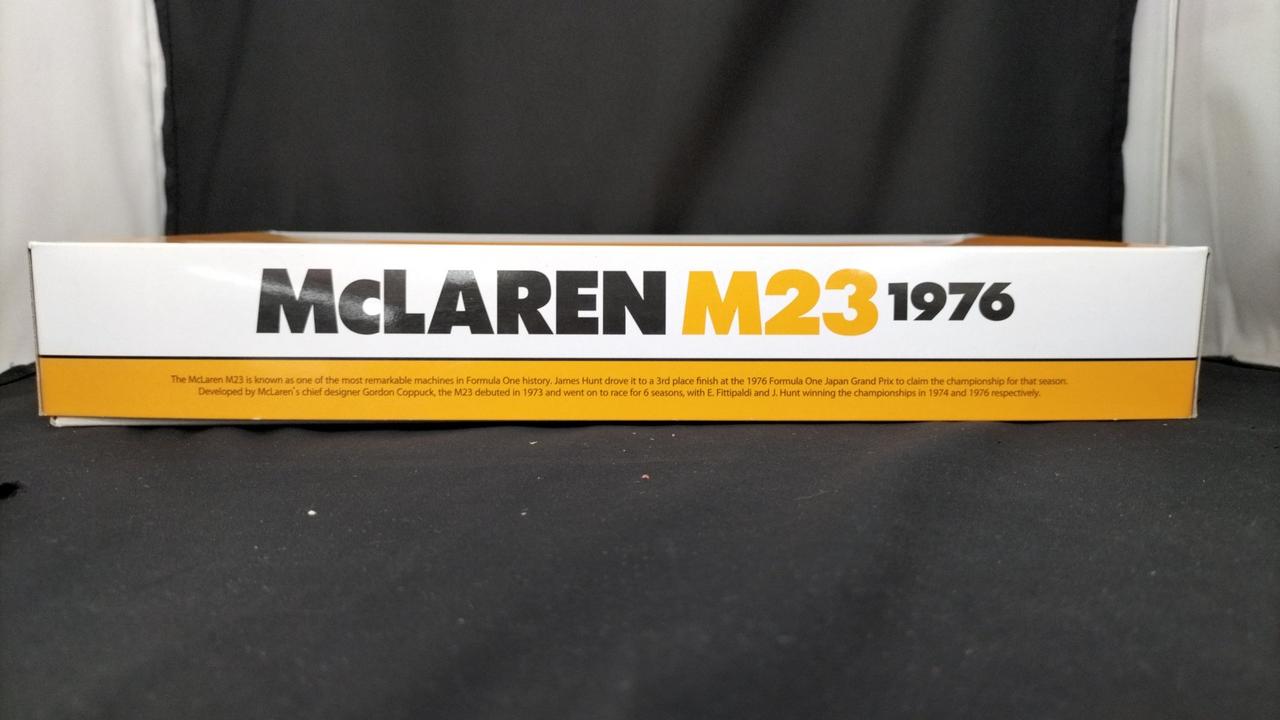 McLAREN M23 1976
The McLaren M23 is known as one of the most remarkable machines in Formula One history. James Hunt drove it to a 3rd place finish at the 1976 Formula One Japan Grand Prix to claim the championship for that season.
Developed by McLaren´s chief designer Gordon Coppuck, the M23 debuted in 1973 and went on to race for 6 seasons, with E. Fittipaldi and J. Hunt winning the championships in 1974 and 1976 respectively.